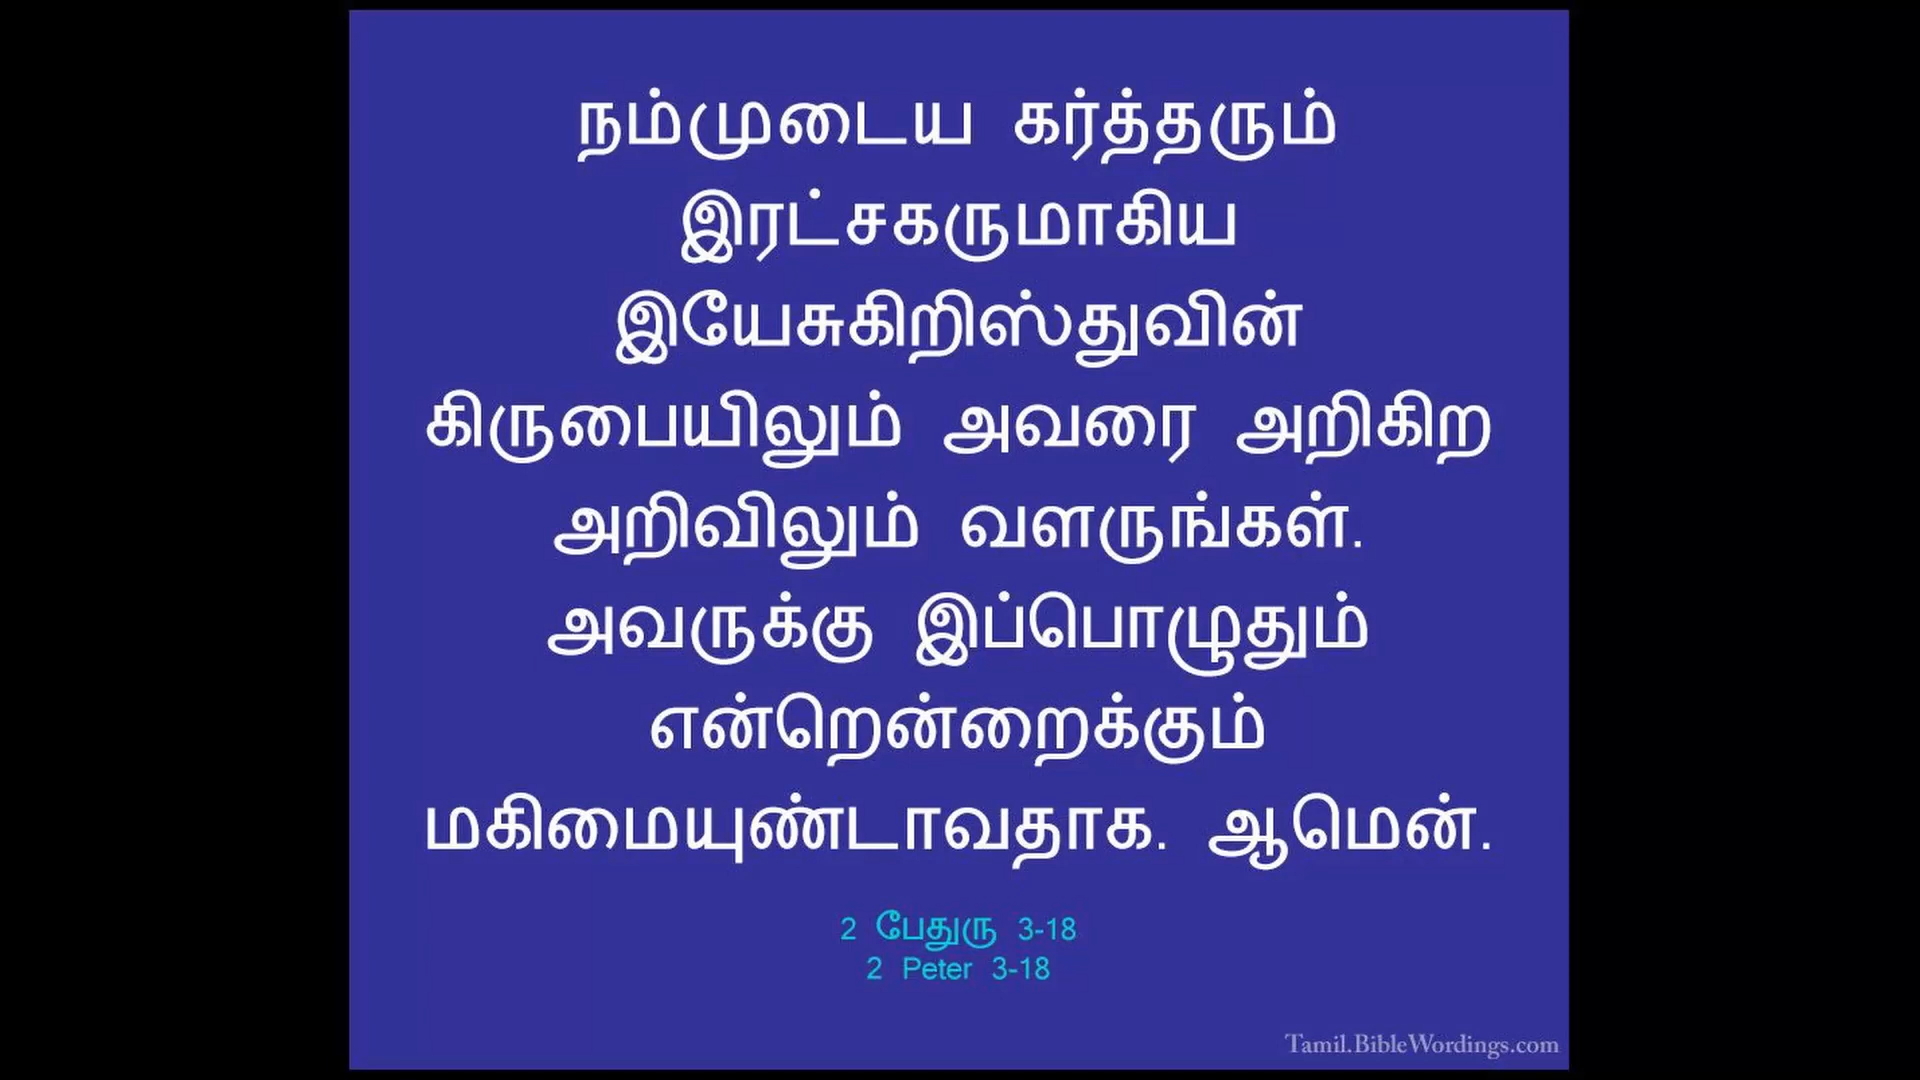 நம்முடைய கர்த்தரும்
இரட்சகருமாகிய
இயேசுகிறிஸ்துவின்
கிருபையிலும் அவரை அறிகிற
அறிவிலும் வளருங்கள்.
அவருக்கு இப்பொழுதும்
என்றென்றைக்கும்
மகிமையுண்டாவதாக. ஆமென்.
2 பேதுரு 3-18
2 Peter 3-18
Tamil.BibleWordings.com